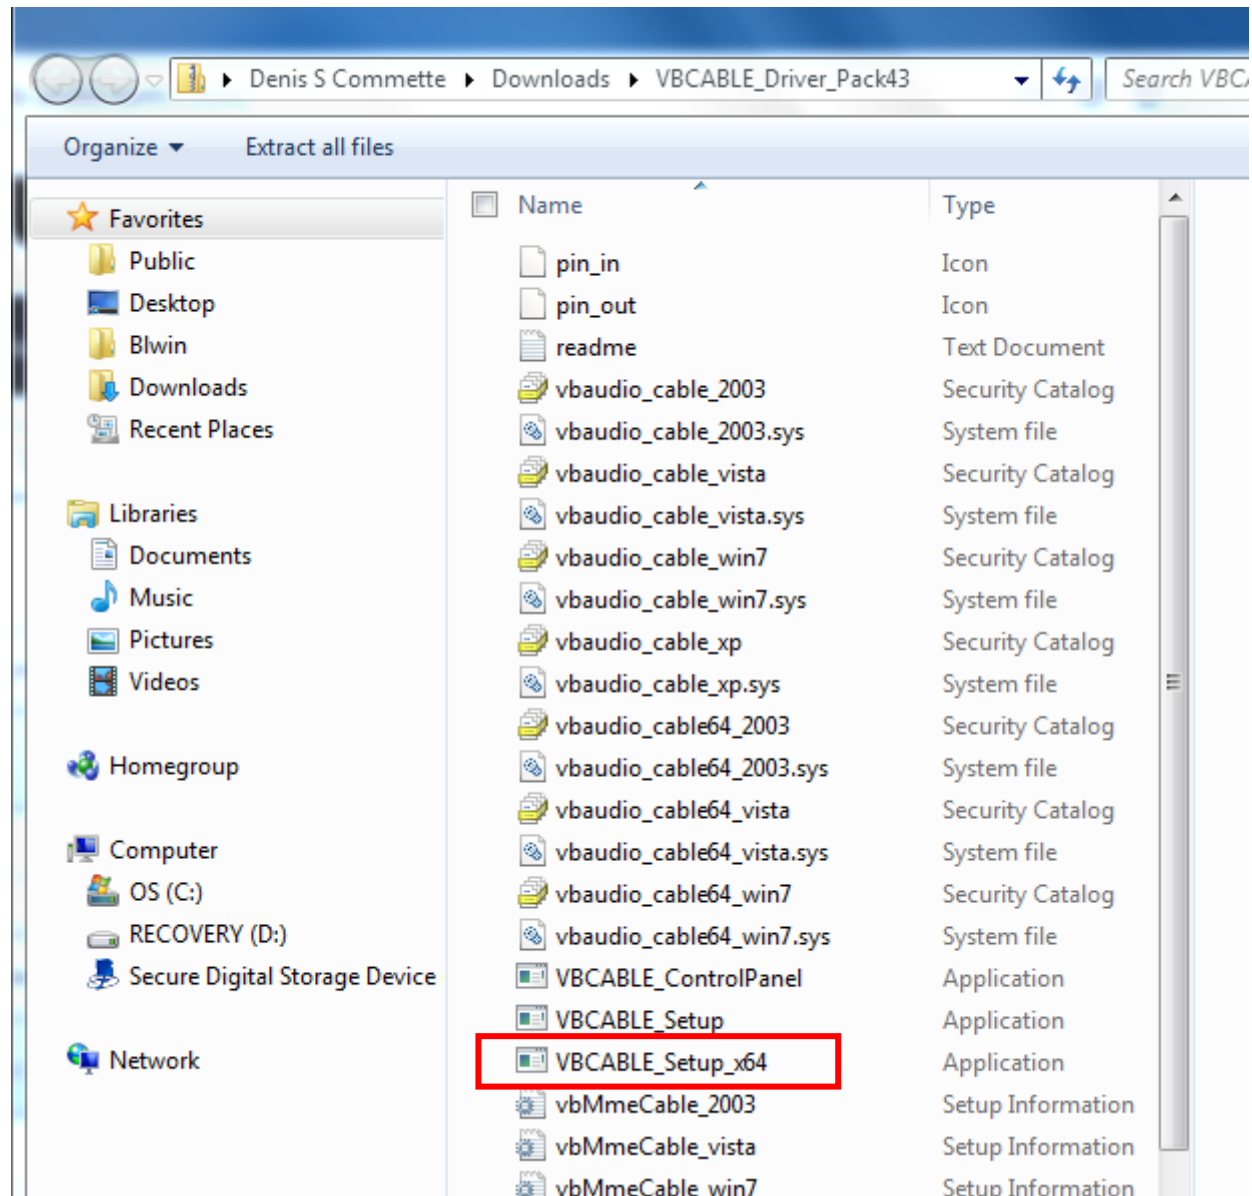 Denis S Commette Downloads VBCABLE_Driver_Pack43 Search VBCA
Organize Extract all files
Favorites
Public
Desktop
Blwin
Downloads
Recent Places
Libraries
Documents
Music
Pictures
Videos
Homegroup
Computer
OS (C:)
RECOVERY (D:)
Secure Digital Storage Device
Network
Name Type
pin_in Icon
pin_out Icon
readme Text Document
vbaudio_cable_2003 Security Catalog
vbaudio_cable_2003.sys System file
vbaudio_cable_vista Security Catalog
vbaudio_cable_vista.sys System file
vbaudio_cable_win7 Security Catalog
vbaudio_cable_win7.sys System file
vbaudio_cable_xp Security Catalog
vbaudio_cable_xp.sys System file
vbaudio_cable64_2003 Security Catalog
vbaudio_cable64_2003.sys System file
vbaudio_cable64_vista Security Catalog
vbaudio_cable64_vista.sys System file
vbaudio_cable64_win7 Security Catalog
vbaudio_cable64_win7.sys System file
VBCABLE_ControlPanel Application
VBCABLE_Setup Application
VBCABLE_Setup_x64 Application
vbMmeCable_2003 Setup Information
vbMmeCable_vista Setup Information
vbMmeCable_win7 Setup Information